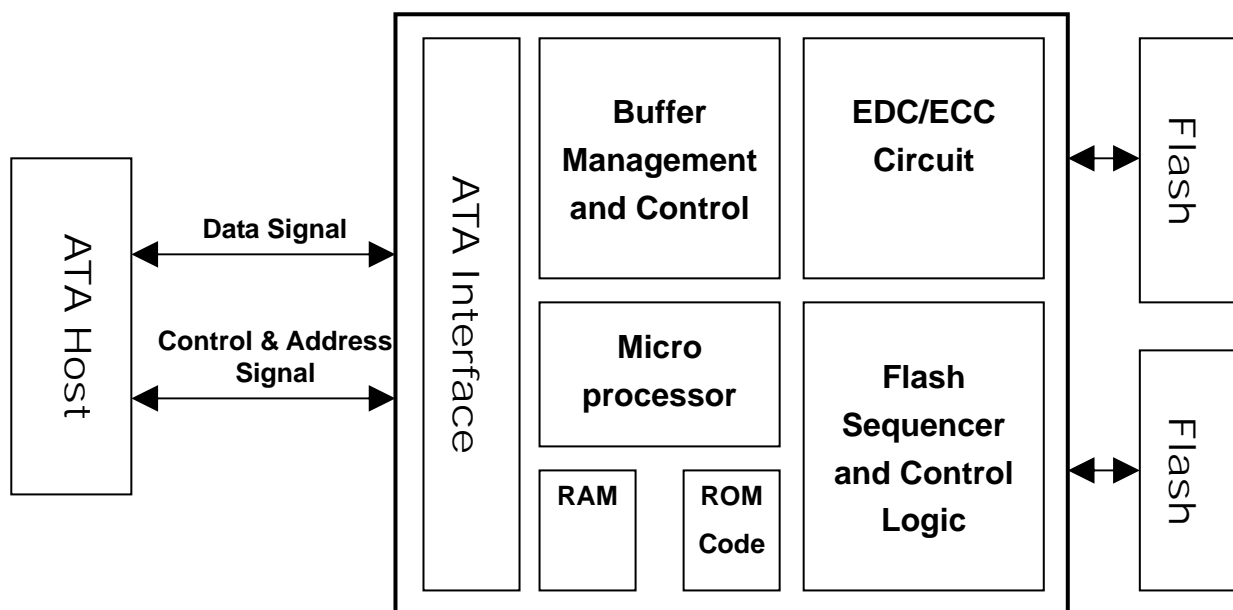 ATA Host
Data Signal
Control & Address
Signal
ATA Interface
Buffer
Management
and Control
EDC/ECC
Circuit
Micro
processor
RAM
ROM
Code
Flash
Sequencer
and Control
Logic
Flash
Flash